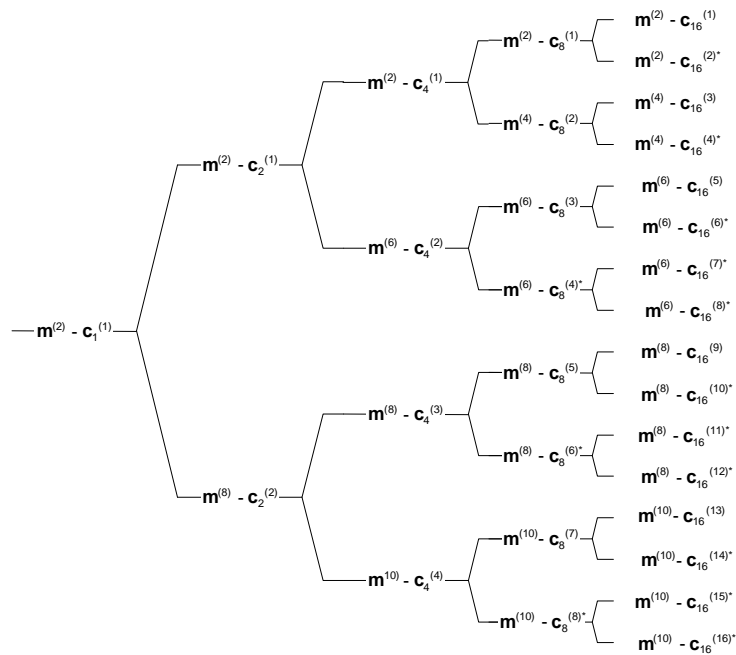 m(2) - c1(1)
m(2) - c2(1)
m(8) - c2(2)
m(2) - c4(1)
m(6) - c4(2)
m(8) - c4(3)
m10) - c4(4)
m(2) - c8(1)
m(4) - c8(2)
m(6) - c8(3)
m(6) - c8(4)*
m(8) - c8(5)
m(8) - c8(6)*
m(10) - c8(7)
m(10) - c8(8)*
m(2) - c16(1)
m(2) - c16(2)*
m(4) - c16(3)
m(4) - c16(4)*
m(6) - c16(5)
m(6) - c16(6)*
m(6) - c16(7)*
m(6) - c16(8)*
m(8) - c16(9)
m(8) - c16(10)*
m(8) - c16(11)*
m(8) - c16(12)*
m(10) - c16(13)
m(10) - c16(14)*
m(10) - c16(15)*
m(10) - c16(16)*